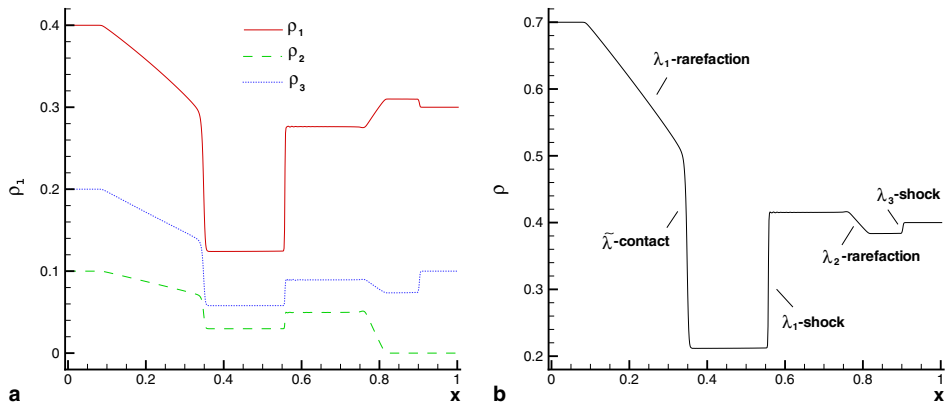 0.4
0.3
0.2
0.1
0
ρ1
ρ1
ρ2
ρ3
0
0.2
0.4
0.6
0.8
1
x
a
0.7
0.6
0.5
0.4
0.3
0.2
ρ
λ1-rarefaction
λ̃-contact
λ1-shock
λ2-rarefaction
λ3-shock
0
0.2
0.4
0.6
0.8
1
x
b